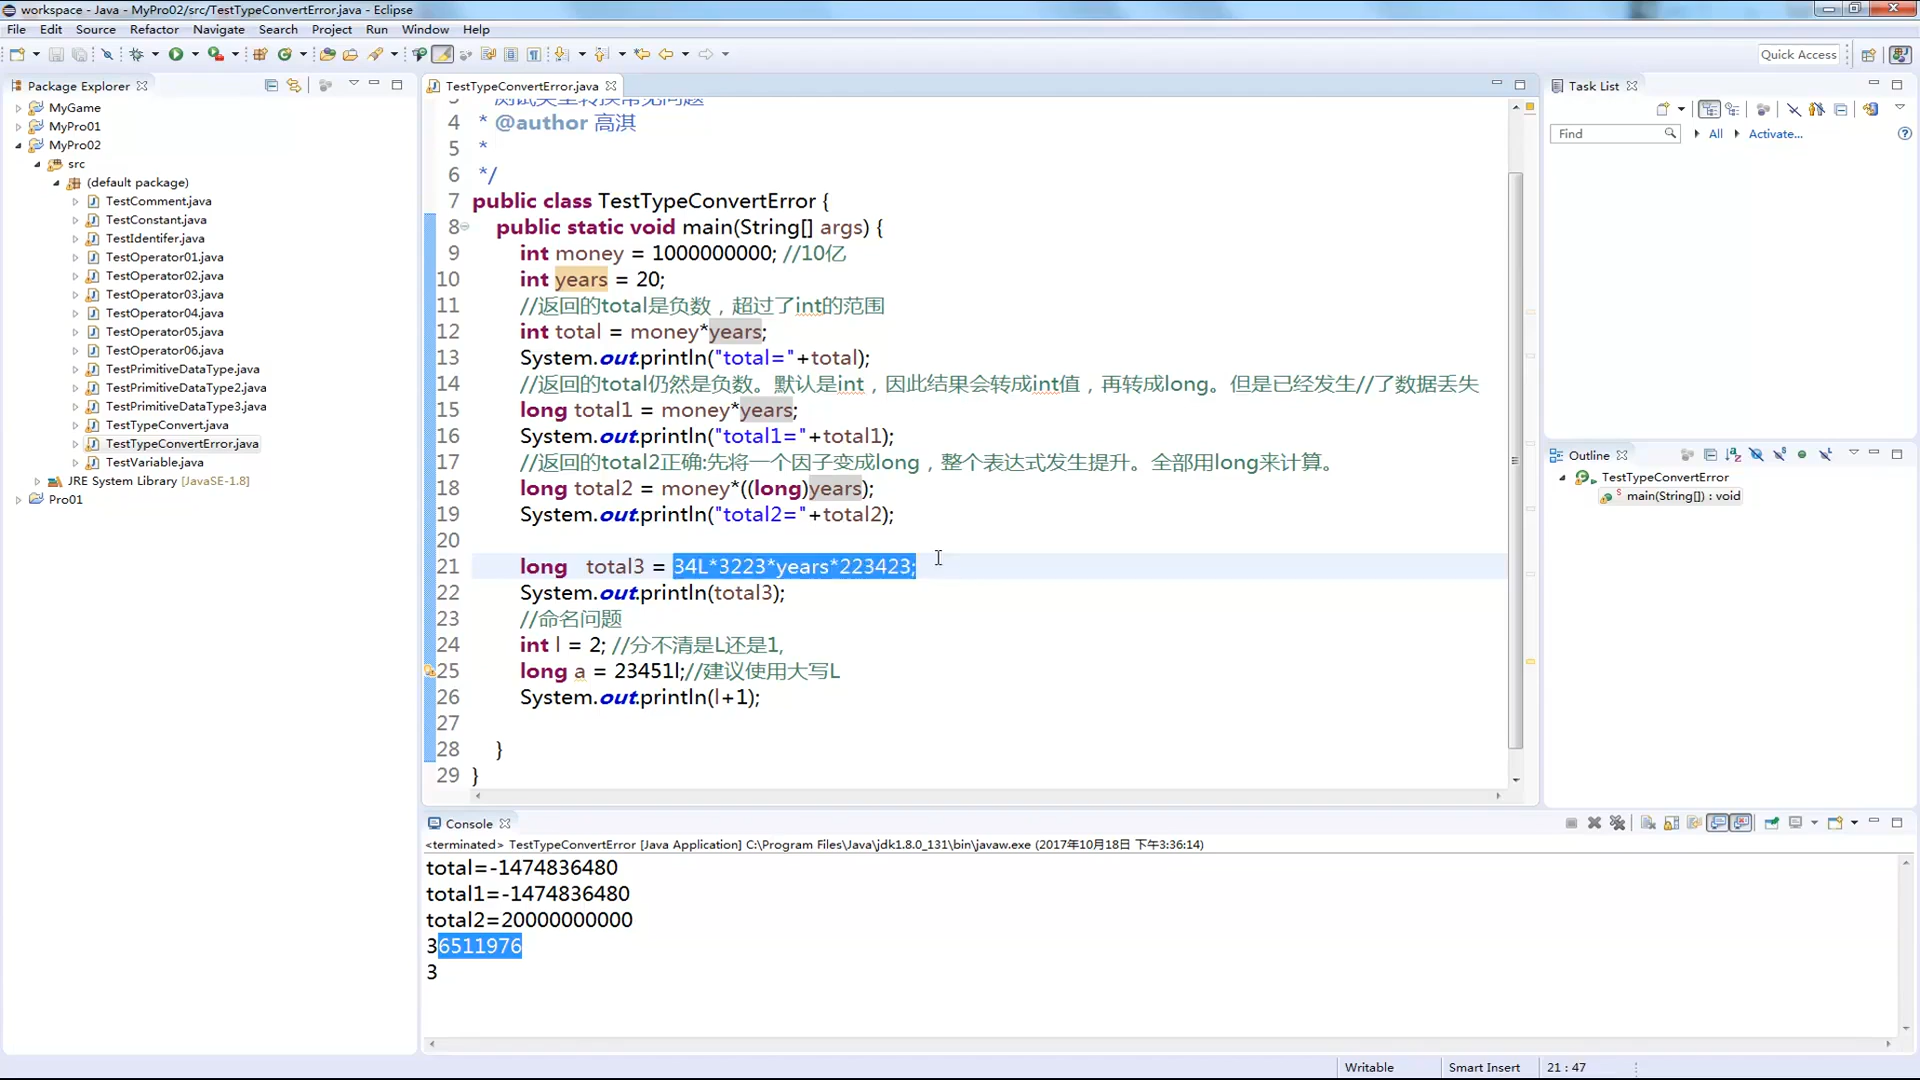 workspace - Java - MyPro02/src/TestTypeConvertError.java - Eclipse
File Edit Source Refactor Navigate Search Project Run Window Help
Quick Access
Package Explorer
MyGame
MyPro01
MyPro02
src
(default package)
TestComment.java
TestConstant.java
TestIdentifer.java
TestOperator01.java
TestOperator02.java
TestOperator03.java
TestOperator04.java
TestOperator05.java
TestOperator06.java
TestPrimitiveDataType.java
TestPrimitiveDataType2.java
TestPrimitiveDataType3.java
TestTypeConvert.java
TestTypeConvertError.java
TestVariable.java
JRE System Library [JavaSE-1.8]
Pro01
TestTypeConvertError.java
3 * 测试类型转换常见问题
4 * @author 高淇
5 *
6 */
7 public class TestTypeConvertError {
8 public static void main(String[] args) {
9 int money = 1000000000; //10亿
10 int years = 20;
11 //返回的total是负数，超过了int的范围
12 int total = money*years;
13 System.out.println("total="+total);
14 //返回的total仍然是负数。默认是int，因此结果会转成int值，再转成long。但是已经发生//了数据丢失
15 long total1 = money*years;
16 System.out.println("total1="+total1);
17 //返回的total2正确:先将一个因子变成long，整个表达式发生提升。全部用long来计算。
18 long total2 = money*((long)years);
19 System.out.println("total2="+total2);
20
21 long total3 = 34L*3223*years*223423;
22 System.out.println(total3);
23 //命名问题
24 int l = 2; //分不清是L还是1,
25 long a = 23451l;//建议使用大写L
26 System.out.println(l+1);
27
28 }
29 }
Task List
Find All Activate...
Outline
TestTypeConvertError
main(String[]) : void
Console
<terminated> TestTypeConvertError [Java Application] C:\Program Files\Java\jdk1.8.0_131\bin\javaw.exe (2017年10月18日 下午3:36:14)
total=-1474836480
total1=-1474836480
total2=20000000000
36511976
3
Writable Smart Insert 21 : 47